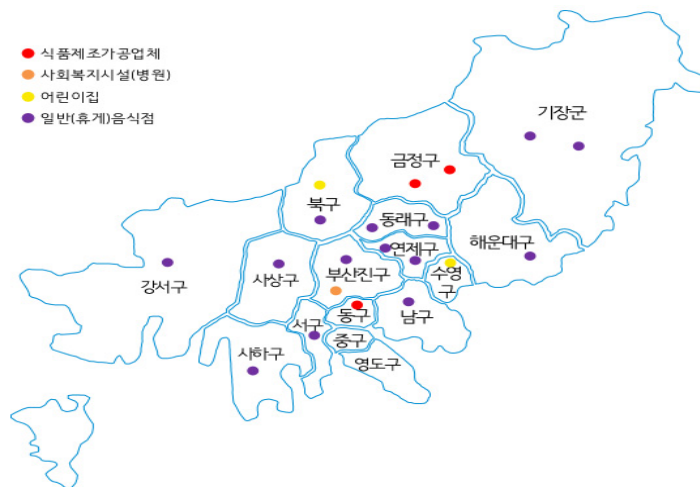 식품제조가공업체
사회복지시설(병원)
어린이집
일반(휴게)음식점
기장군
금정구
북구
동래구
해운대구
연제구
강서구
사상구
부산진구
수영
구
서구
동구
남구
중구
사하구
영도구